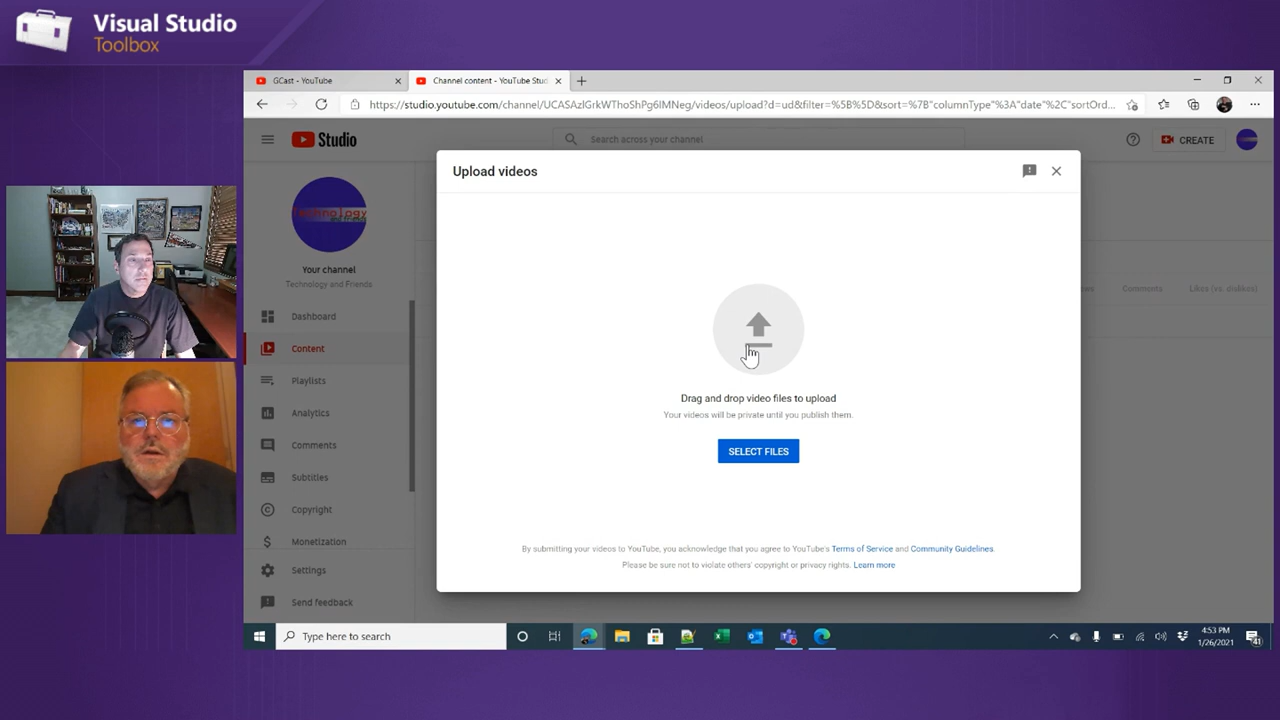 Visual Studio
Toolbox
GCast - YouTube
Channel content - YouTube Stud
https://studio.youtube.com/channel/UCASAzlGrkWThoShPg6lMNeg/videos/upload?d=ud&filter=%5B%5D&sort=%7B"columnType"%3A"date"%2C"sortOrd...
Studio
Search across your channel
CREATE
Upload videos
Technology
Your channel
Technology and Friends
Comments
Likes (vs. dislikes)
Dashboard
Content
Playlists
Analytics
Comments
Subtitles
Copyright
Monetization
Settings
Send feedback
Drag and drop video files to upload
Your videos will be private until you publish them.
SELECT FILES
By submitting your videos to YouTube, you acknowledge that you agree to YouTube's Terms of Service and Community Guidelines.
Please be sure not to violate others' copyright or privacy rights. Learn more
Type here to search
4:53 PM
1/26/2021
41